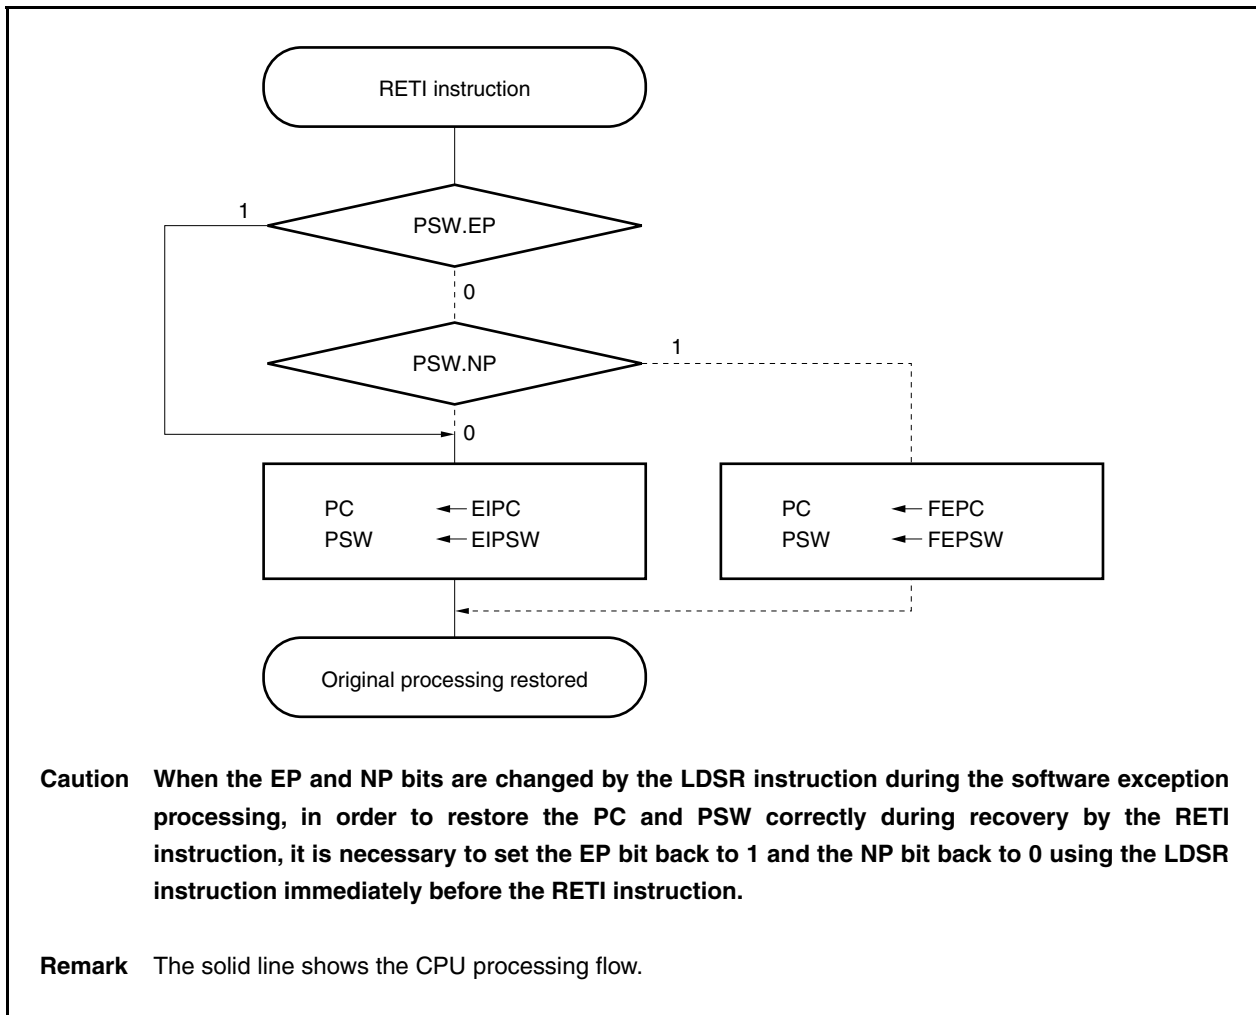 RETI instruction
1
PSW.EP
0
1
PSW.NP
0
PC ← EIPC
PSW ← EIPSW
PC ← FEPC
PSW ← FEPSW
Original processing restored
Caution When the EP and NP bits are changed by the LDSR instruction during the software exception
processing, in order to restore the PC and PSW correctly during recovery by the RETI
instruction, it is necessary to set the EP bit back to 1 and the NP bit back to 0 using the LDSR
instruction immediately before the RETI instruction.
Remark The solid line shows the CPU processing flow.